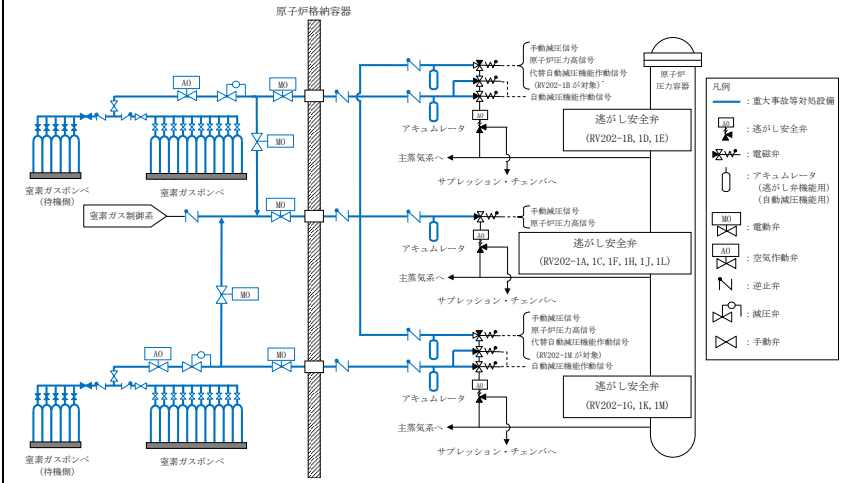 原子炉格納容器
手動減圧信号
原子炉圧力高信号
代替自動減圧機能作動信号
(RV202-1Bが対象)
自動減圧機能作動信号
AO
MO
AO
アキュムレータ
逃がし安全弁
(RV202-1B, 1D, 1E)
主蒸気系へ
サプレッション・チェンバへ
原子炉
圧力容器
MO
窒素ガスボンベ
(待機側)
窒素ガスボンベ
窒素ガス制御系
MO
手動減圧信号
原子炉圧力高信号
アキュムレータ
AO
逃がし安全弁
(RV202-1A, 1C, 1F, 1H, 1J, 1L)
主蒸気系へ
サプレッション・チェンバへ
MO
手動減圧信号
原子炉圧力高信号
代替自動減圧機能作動信号
(RV202-1Mが対象)
自動減圧機能作動信号
AO
MO
AO
アキュムレータ
逃がし安全弁
(RV202-1G, 1K, 1M)
主蒸気系へ
サプレッション・チェンバへ
窒素ガスボンベ
(待機側)
窒素ガスボンベ
凡例
:重大事故等対処設備
AO
:逃がし安全弁
:電磁弁
:アキュムレータ
(逃がし弁機能用)
(自動減圧機能用)
MO
:電動弁
AO
:空気作動弁
:逆止弁
:減圧弁
:手動弁